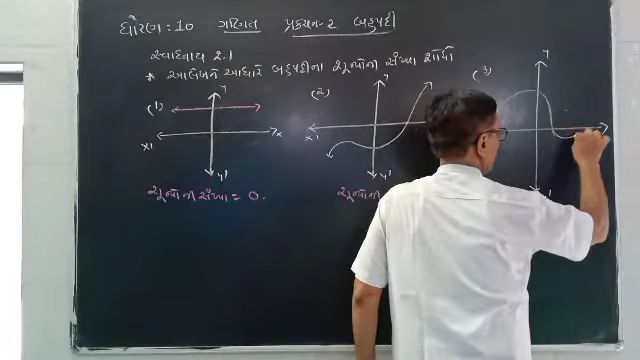 ધોરણ : 10 ગણિત પ્રકરણ-2 બહુપદી
સ્વાધ્યાય 2.1
* આલેખને આધારે બહુપદીના શૂન્યોની સંખ્યા શોધો
(1) y
x' x
y'
શૂન્યોની સંખ્યા = 0.
(2) y
x'
y'
શૂન્યોની
(3) y